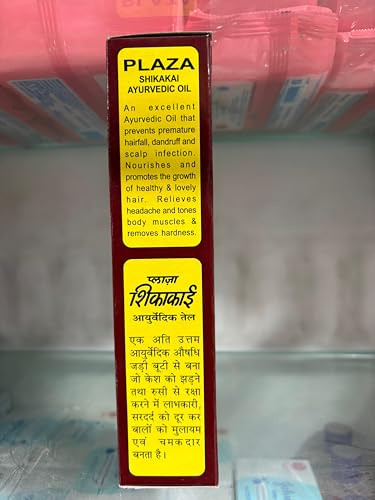 PLAZA
SHIKAKAI
AYURVEDIC OIL
An excellent
Ayurvedic Oil that
prevents premature
hairfall, dandruff and
scalp infection.
Nourishes and
promotes the growth
of healthy & lovely
hair. Relieves
headache and tones
body muscles &
removes hardness.
प्लाज़ा
शिकाकाई
आयुर्वेदिक तेल
एक अति उत्तम
आयुर्वेदिक औषधि
जड़ी बूटी से बना
जो केश को झड़ने
तथा रुसी से रक्षा
करने में लाभकारी,
सरदर्द को दूर कर
बालों को मुलायम
एवं चमकदार
बनता है।